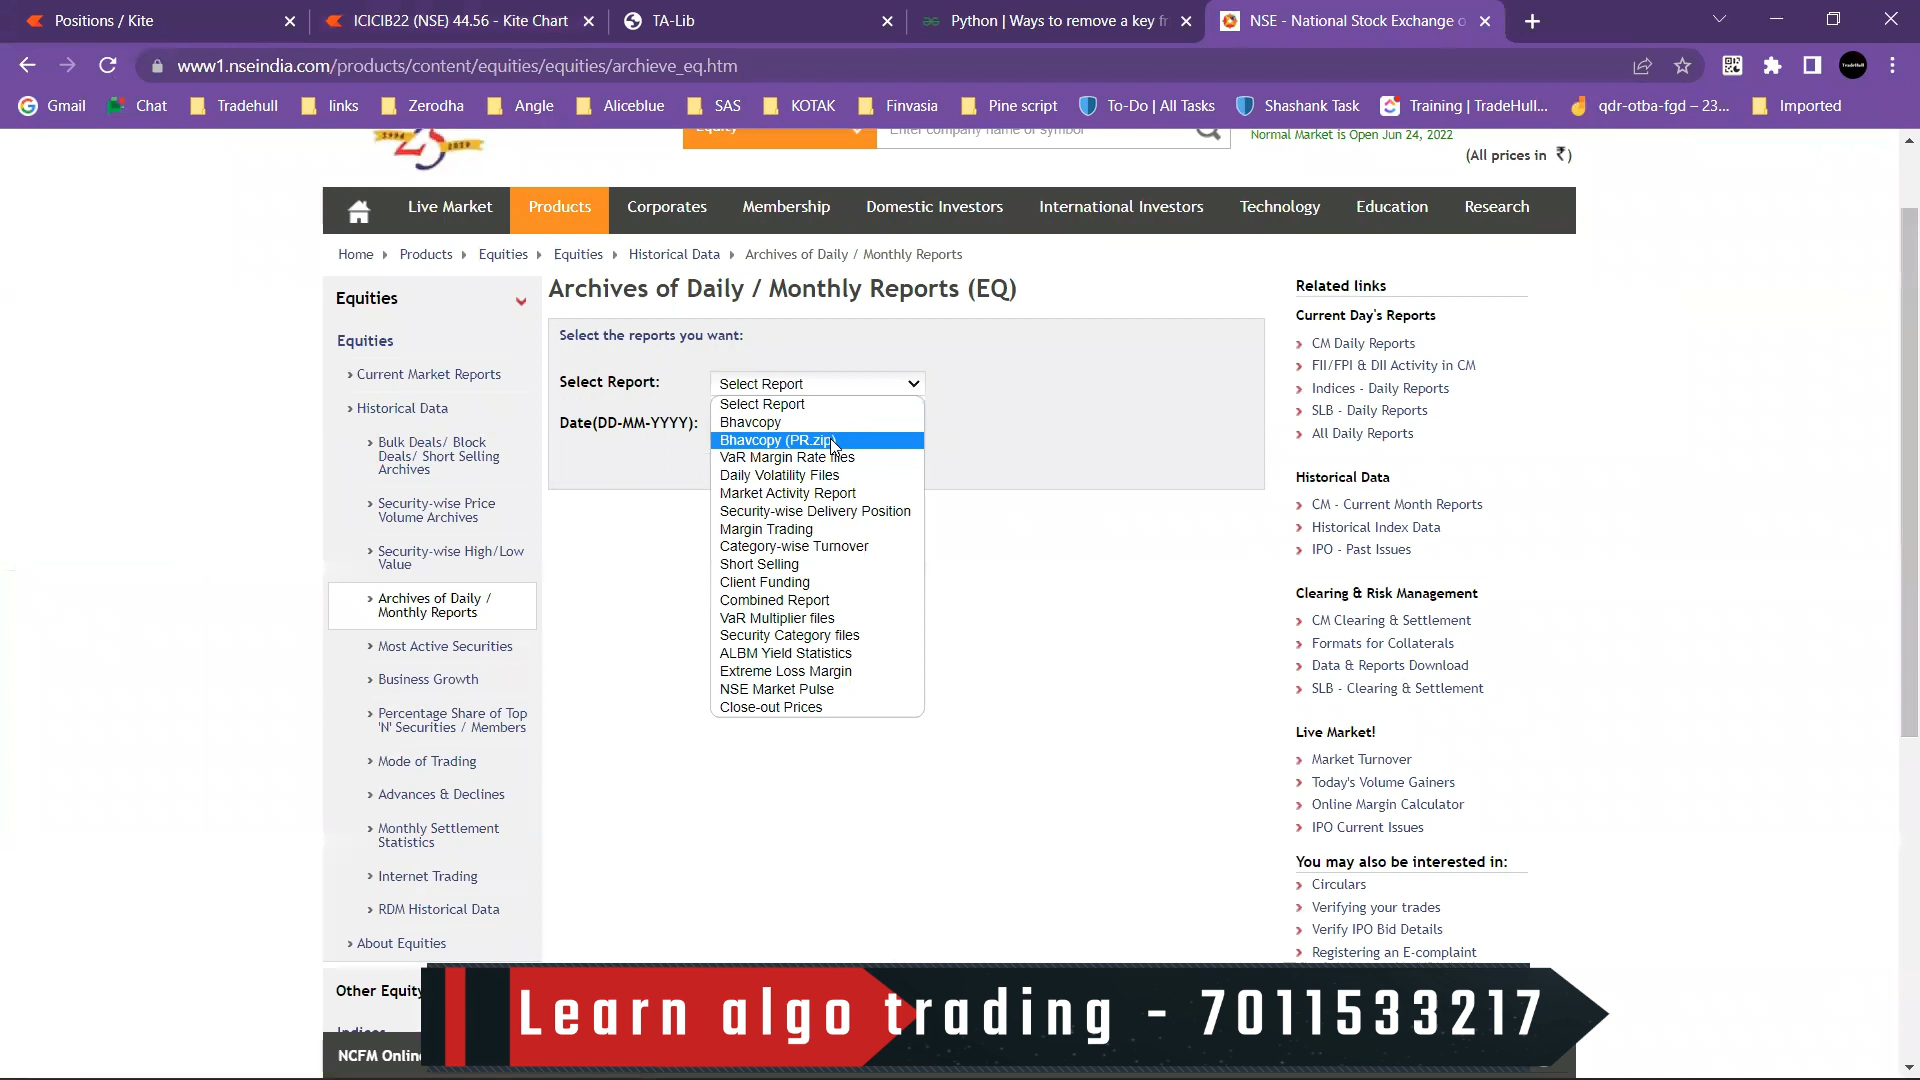 Positions / Kite
ICICIB22 (NSE) 44.56 - Kite Chart
TA-Lib
Python | Ways to remove a key fr
NSE - National Stock Exchange o
www1.nseindia.com/products/content/equities/equities/archieve_eq.htm
Gmail
Chat
Tradehull
links
Zerodha
Angle
Aliceblue
SAS
KOTAK
Finvasia
Pine script
To-Do | All Tasks
Shashank Task
Training | TradeHull...
qdr-otba-fgd – 23...
Imported
TradeHull
Equity
Enter company name or symbol
Normal Market is Open Jun 24, 2022
(All prices in ₹)
Live Market
Products
Corporates
Membership
Domestic Investors
International Investors
Technology
Education
Research
Home
Products
Equities
Equities
Historical Data
Archives of Daily / Monthly Reports
Equities
Equities
Current Market Reports
Historical Data
Bulk Deals/ Block
Deals/ Short Selling
Archives
Security-wise Price
Volume Archives
Security-wise High/Low
Value
Archives of Daily /
Monthly Reports
Most Active Securities
Business Growth
Percentage Share of Top
'N' Securities / Members
Mode of Trading
Advances & Declines
Monthly Settlement
Statistics
Internet Trading
RDM Historical Data
About Equities
Other Equity
Indices
NCFM Online
Archives of Daily / Monthly Reports (EQ)
Select the reports you want:
Select Report:
Select Report
Date(DD-MM-YYYY):
Select Report
Bhavcopy
Bhavcopy (PR.zip)
VaR Margin Rate files
Daily Volatility Files
Market Activity Report
Security-wise Delivery Position
Margin Trading
Category-wise Turnover
Short Selling
Client Funding
Combined Report
VaR Multiplier files
Security Category files
ALBM Yield Statistics
Extreme Loss Margin
NSE Market Pulse
Close-out Prices
Related links
Current Day's Reports
CM Daily Reports
FII/FPI & DII Activity in CM
Indices - Daily Reports
SLB - Daily Reports
All Daily Reports
Historical Data
CM - Current Month Reports
Historical Index Data
IPO - Past Issues
Clearing & Risk Management
CM Clearing & Settlement
Formats for Collaterals
Data & Reports Download
SLB - Clearing & Settlement
Live Market!
Market Turnover
Today's Volume Gainers
Online Margin Calculator
IPO Current Issues
You may also be interested in:
Circulars
Verifying your trades
Verify IPO Bid Details
Registering an E-complaint
Learn algo trading - 7011533217